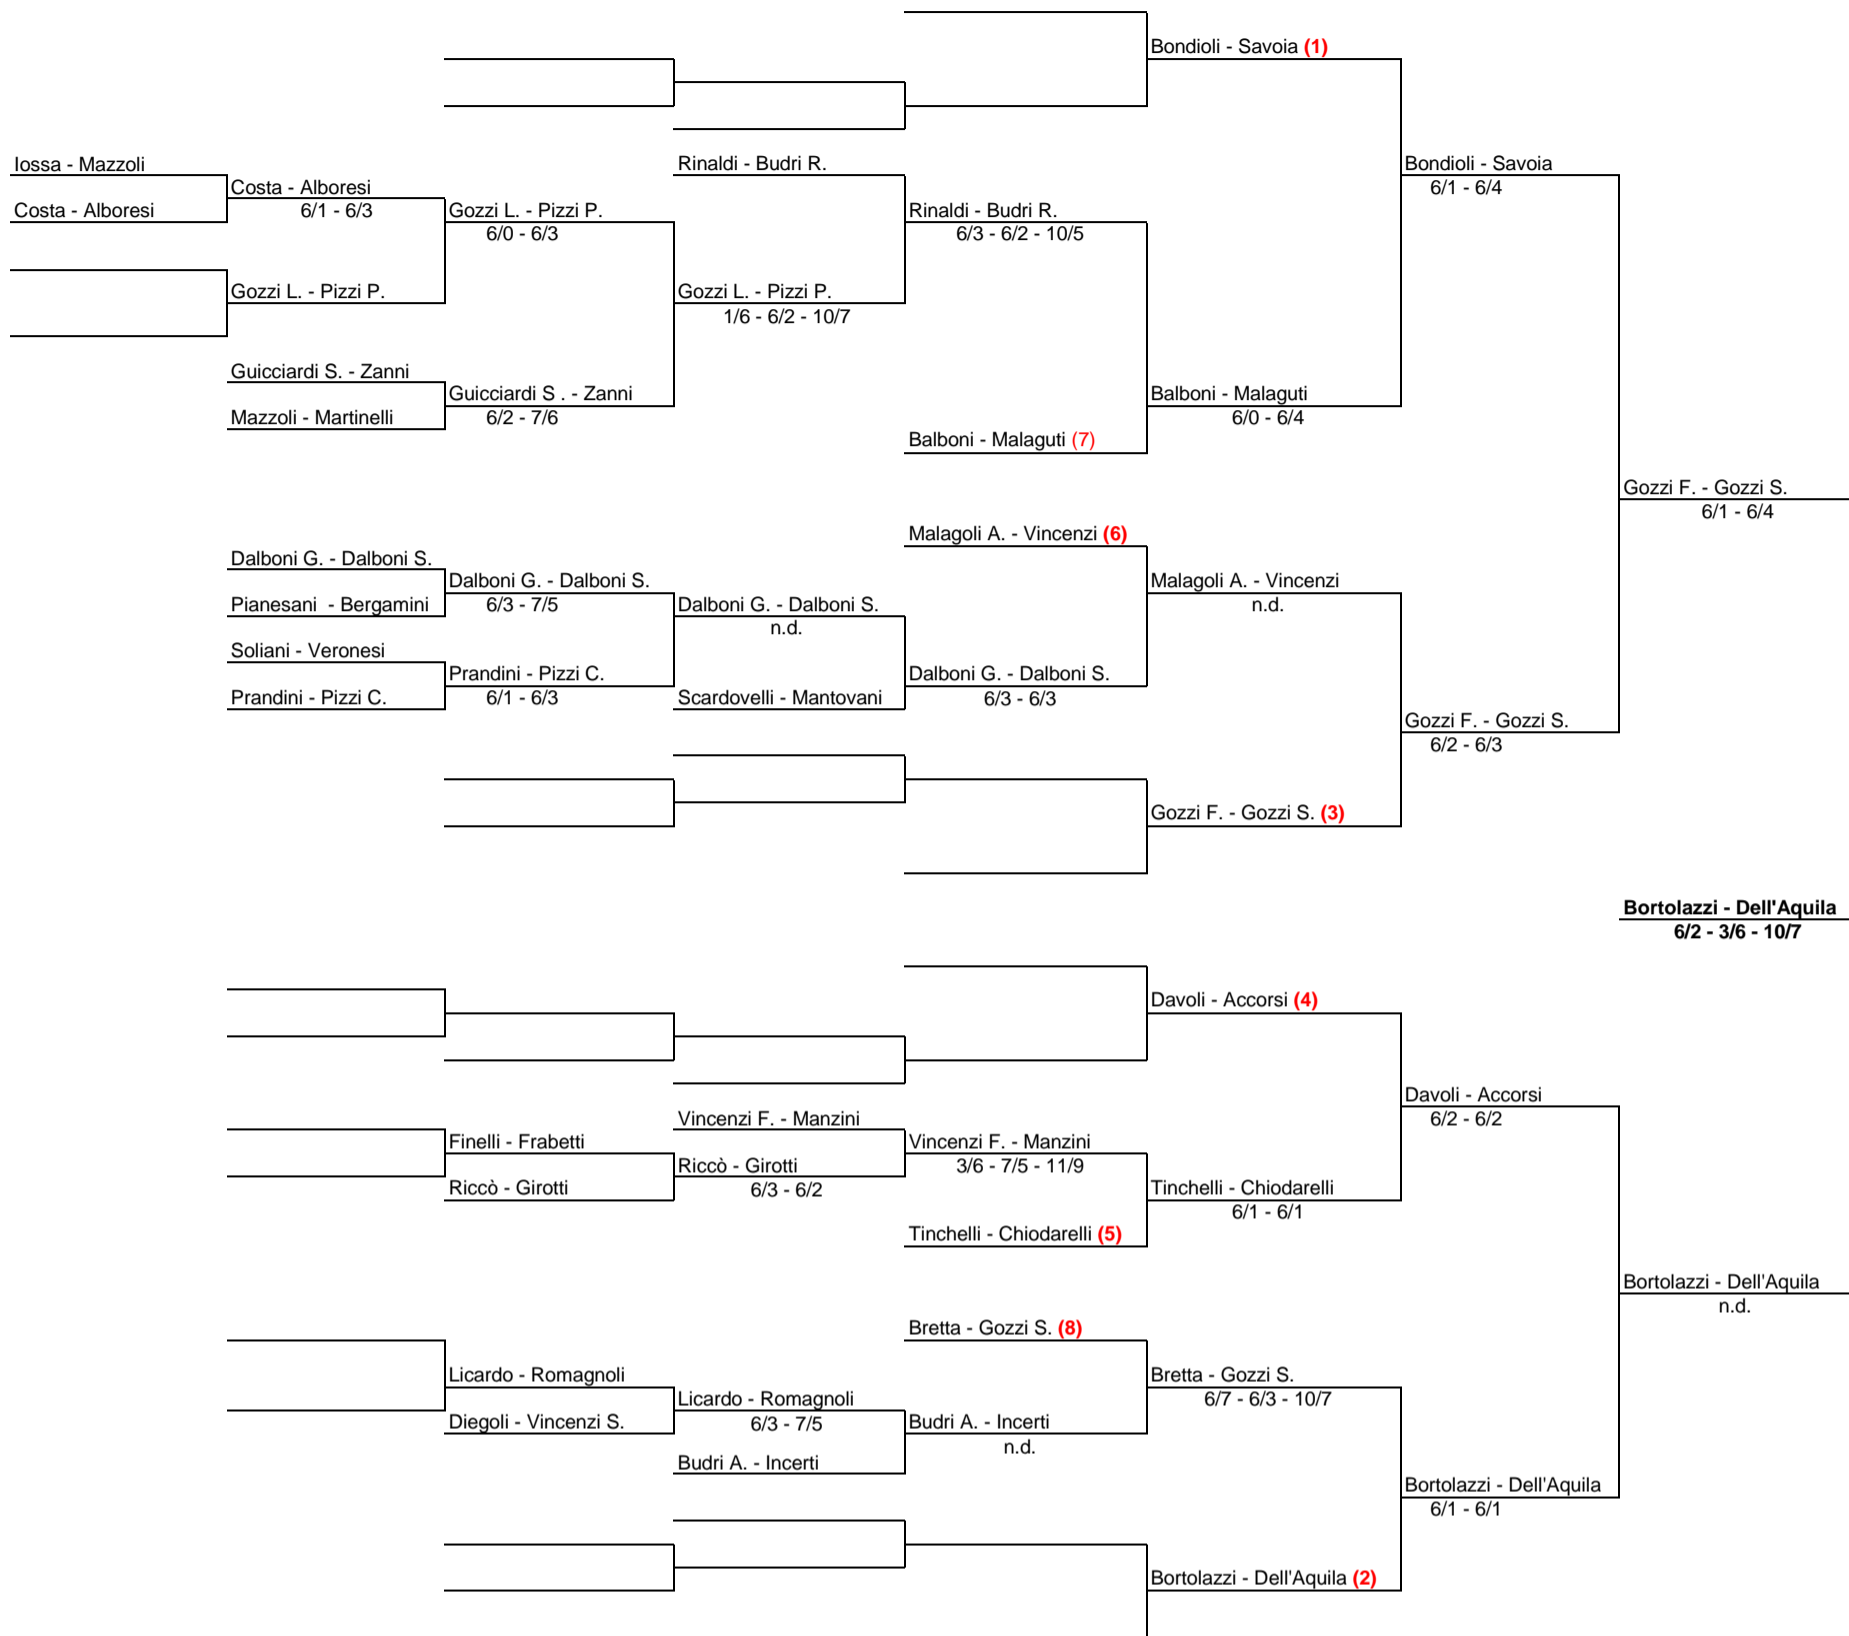 Bondioli - Savoia (1)
Iossa - Mazzoli
Rinaldi - Budri R.
Bondioli - Savoia
Costa - Alboresi
6/1 - 6/4
Costa - Alboresi
6/1 - 6/3
Gozzi L. - Pizzi P.
Rinaldi - Budri R.
6/0 - 6/3
6/3 - 6/2 - 10/5
Gozzi L. - Pizzi P.
Gozzi L. - Pizzi P.
1/6 - 6/2 - 10/7
Guicciardi S. - Zanni
Guicciardi S . - Zanni
Balboni - Malaguti
Mazzoli - Martinelli
6/2 - 7/6
6/0 - 6/4
Balboni - Malaguti (7)
Gozzi F. - Gozzi S.
6/1 - 6/4
Malagoli A. - Vincenzi (6)
Dalboni G. - Dalboni S.
Dalboni G. - Dalboni S.
Malagoli A. - Vincenzi
Pianesani  - Bergamini
6/3 - 7/5
Dalboni G. - Dalboni S.
n.d.
n.d.
Soliani - Veronesi
Prandini - Pizzi C.
Dalboni G. - Dalboni S.
Prandini - Pizzi C.
6/1 - 6/3
Scardovelli - Mantovani
6/3 - 6/3
Gozzi F. - Gozzi S.
6/2 - 6/3
Gozzi F. - Gozzi S. (3)
Bortolazzi - Dell'Aquila
6/2 - 3/6 - 10/7
Davoli - Accorsi (4)
Davoli - Accorsi
6/2 - 6/2
Vincenzi F. - Manzini
Finelli - Frabetti
Vincenzi F. - Manzini
Riccò - Girotti
3/6 - 7/5 - 11/9
Riccò - Girotti
6/3 - 6/2
Tinchelli - Chiodarelli
6/1 - 6/1
Tinchelli - Chiodarelli (5)
Bortolazzi - Dell'Aquila
n.d.
Bretta - Gozzi S. (8)
Licardo - Romagnoli
Bretta - Gozzi S.
Licardo - Romagnoli
6/7 - 6/3 - 10/7
Diegoli - Vincenzi S.
6/3 - 7/5
Budri A. - Incerti
n.d.
Budri A. - Incerti
Bortolazzi - Dell'Aquila
6/1 - 6/1
Bortolazzi - Dell'Aquila (2)